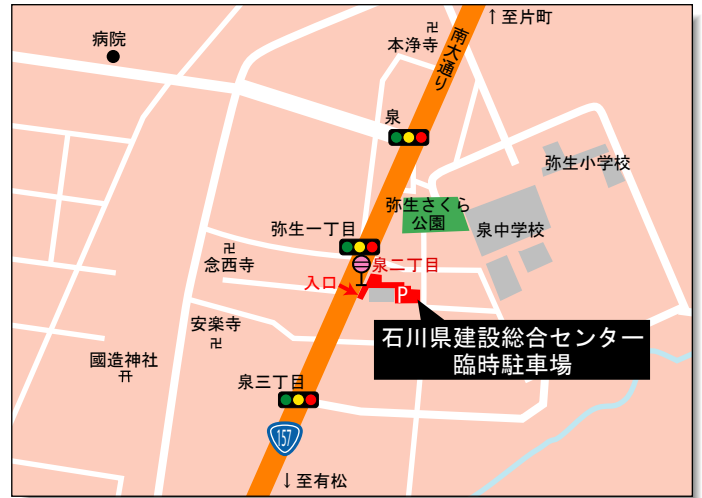 ↑至片町
病院
本浄寺
南大通り
泉
弥生小学校
弥生さくら
公園
泉中学校
弥生一丁目
念西寺
泉二丁目
入口
P
安楽寺
石川県建設総合センター
臨時駐車場
國造神社
泉三丁目
157
↓至有松